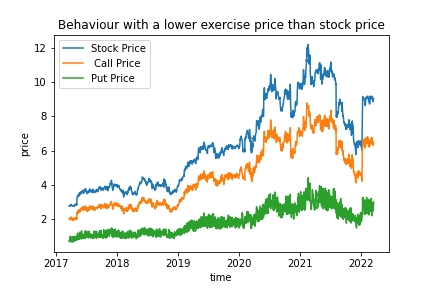 Behaviour with a lower exercise price than stock price
Stock Price
Call Price
Put Price
price
12
10
8
6
4
2
2017 2018 2019 2020 2021 2022
time